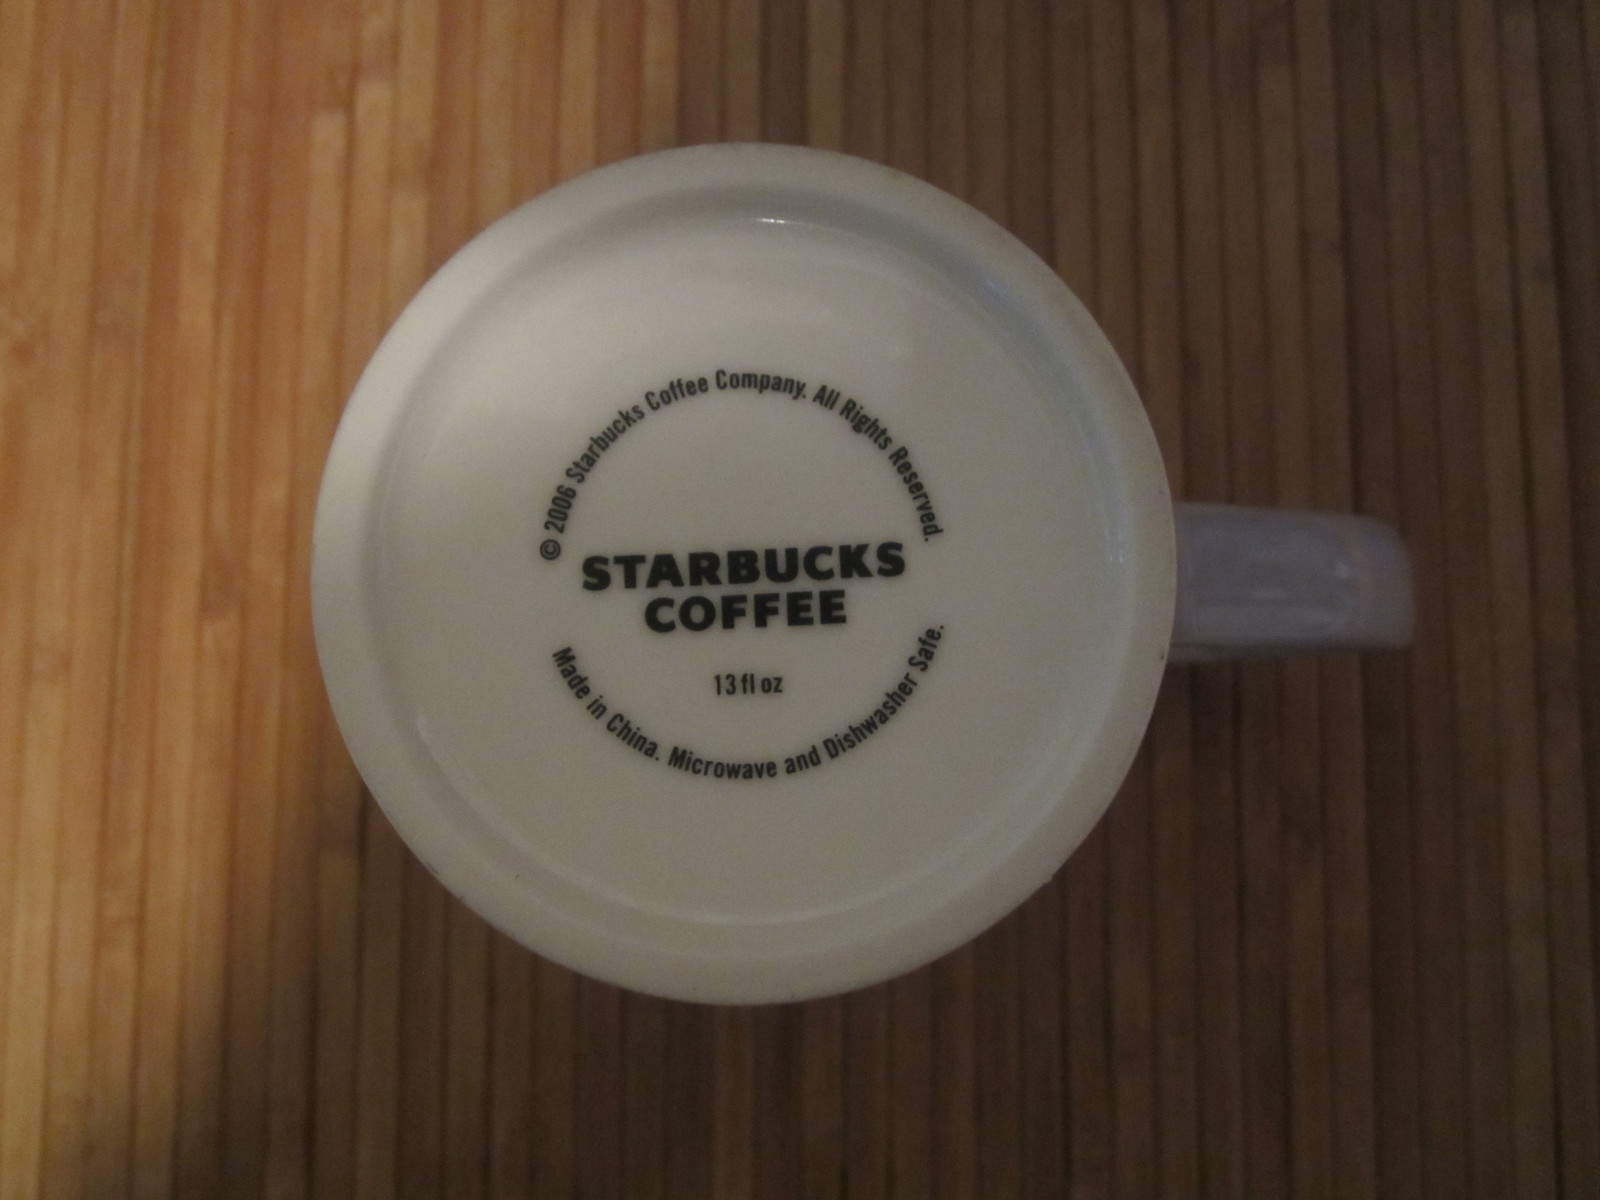 © 2006 Starbucks Coffee Company. All Rights Reserved.
STARBUCKS
COFFEE
13 fl oz
Made in China. Microwave and Dishwasher Safe.